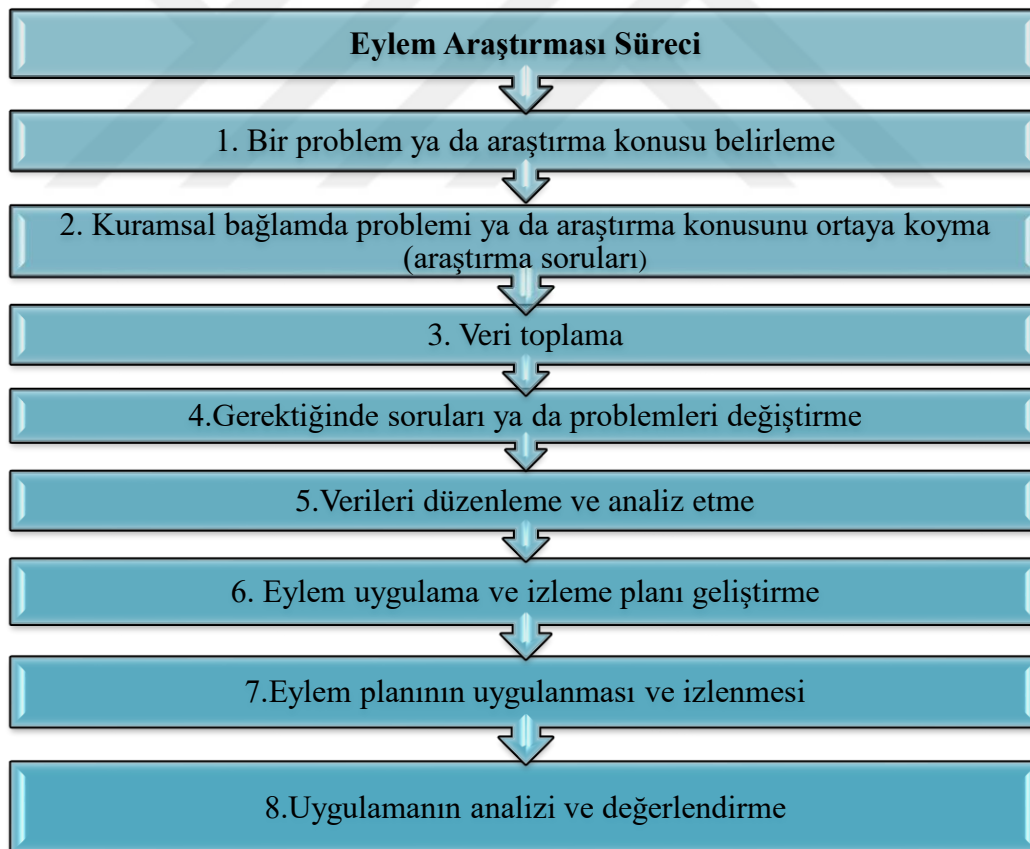 Eylem Araştırması Süreci
1. Bir problem ya da araştırma konusu belirleme
2. Kuramsal bağlamda problemi ya da araştırma konusunu ortaya koyma
(araştırma soruları)
3. Veri toplama
4.Gerektiğinde soruları ya da problemleri değiştirme
5.Verileri düzenleme ve analiz etme
6. Eylem uygulama ve izleme planı geliştirme
7.Eylem planının uygulanması ve izlenmesi
8.Uygulamanın analizi ve değerlendirme